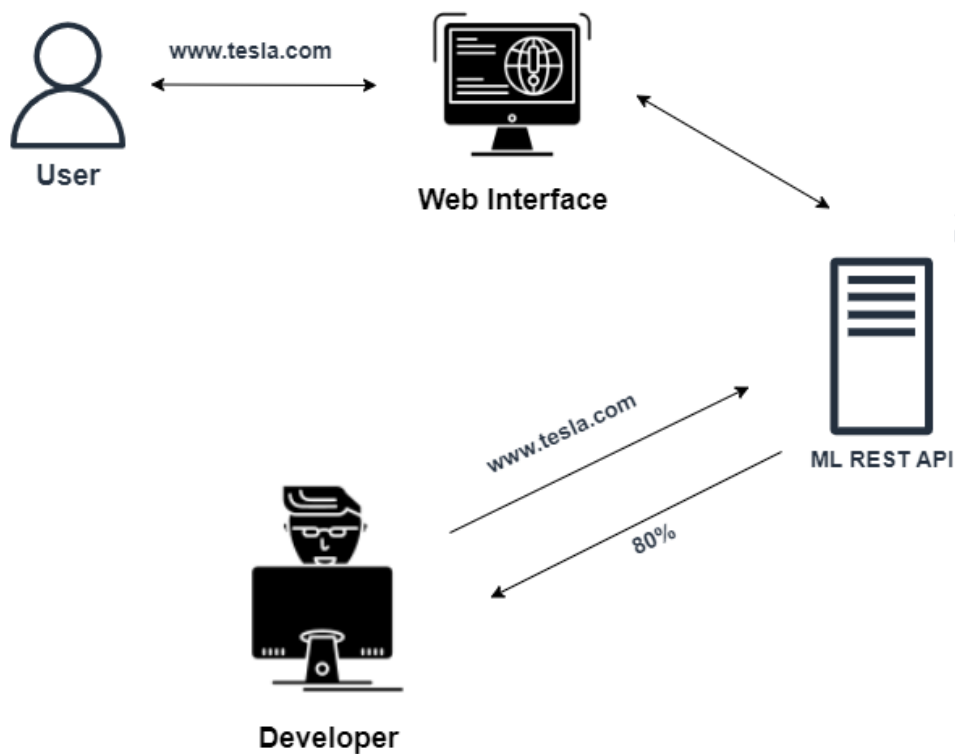 www.tesla.com
User
Web Interface
www.tesla.com
ML REST API
80%
Developer